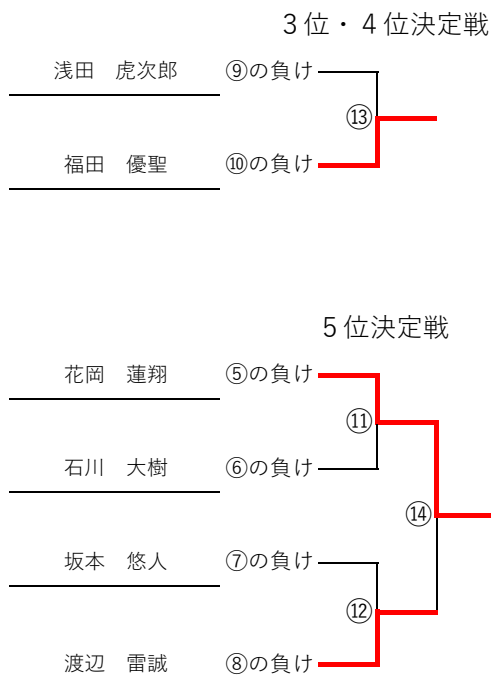 3位・4位決定戦
浅田　虎次郎　⑨の負け
⑬
福田　優聖　⑩の負け
5位決定戦
花岡　蓮翔　⑤の負け
⑪
石川　大樹　⑥の負け
⑭
坂本　悠人　⑦の負け
⑫
渡辺　雷誠　⑧の負け